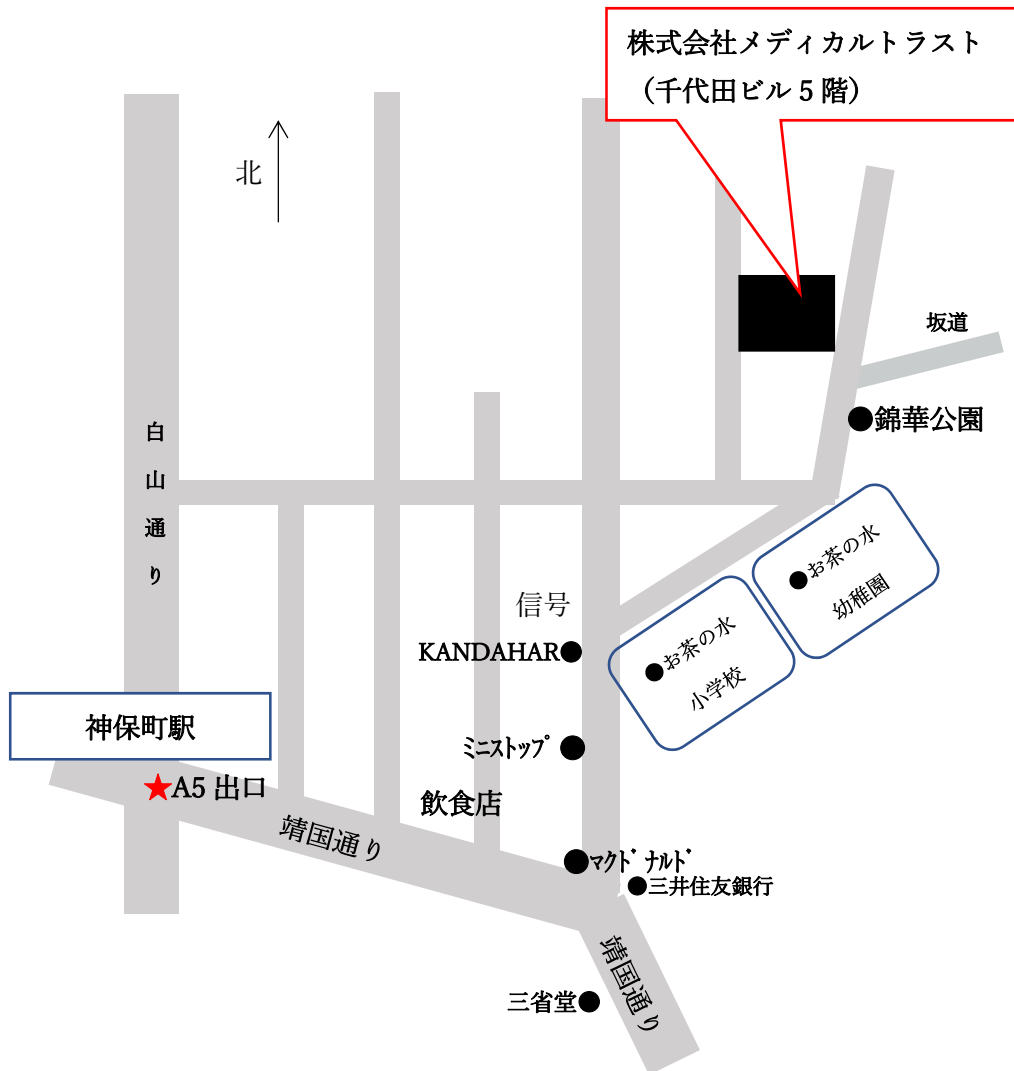 株式会社メディカルトラスト
（千代田ビル 5 階）
北
坂道
錦華公園
白山通り
お茶の水
幼稚園
信号
KANDAHAR
お茶の水
小学校
神保町駅
ﾐﾆｽﾄｯﾌﾟ
A5 出口
飲食店
靖国通り
ﾏｸﾄﾞﾅﾙﾄﾞ
三井住友銀行
靖国通り
三省堂